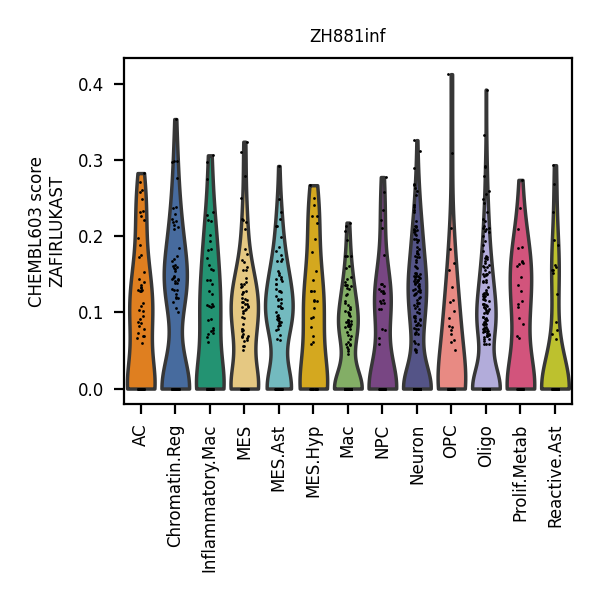 ZH881inf
CHEMBL603 score
ZAFIRLUKAST
0.4
0.3
0.2
0.1
0.0
AC
Chromatin.Reg
Inflammatory.Mac
MES
MES.Ast
MES.Hyp
Mac
NPC
Neuron
OPC
Oligo
Prolif.Metab
Reactive.Ast